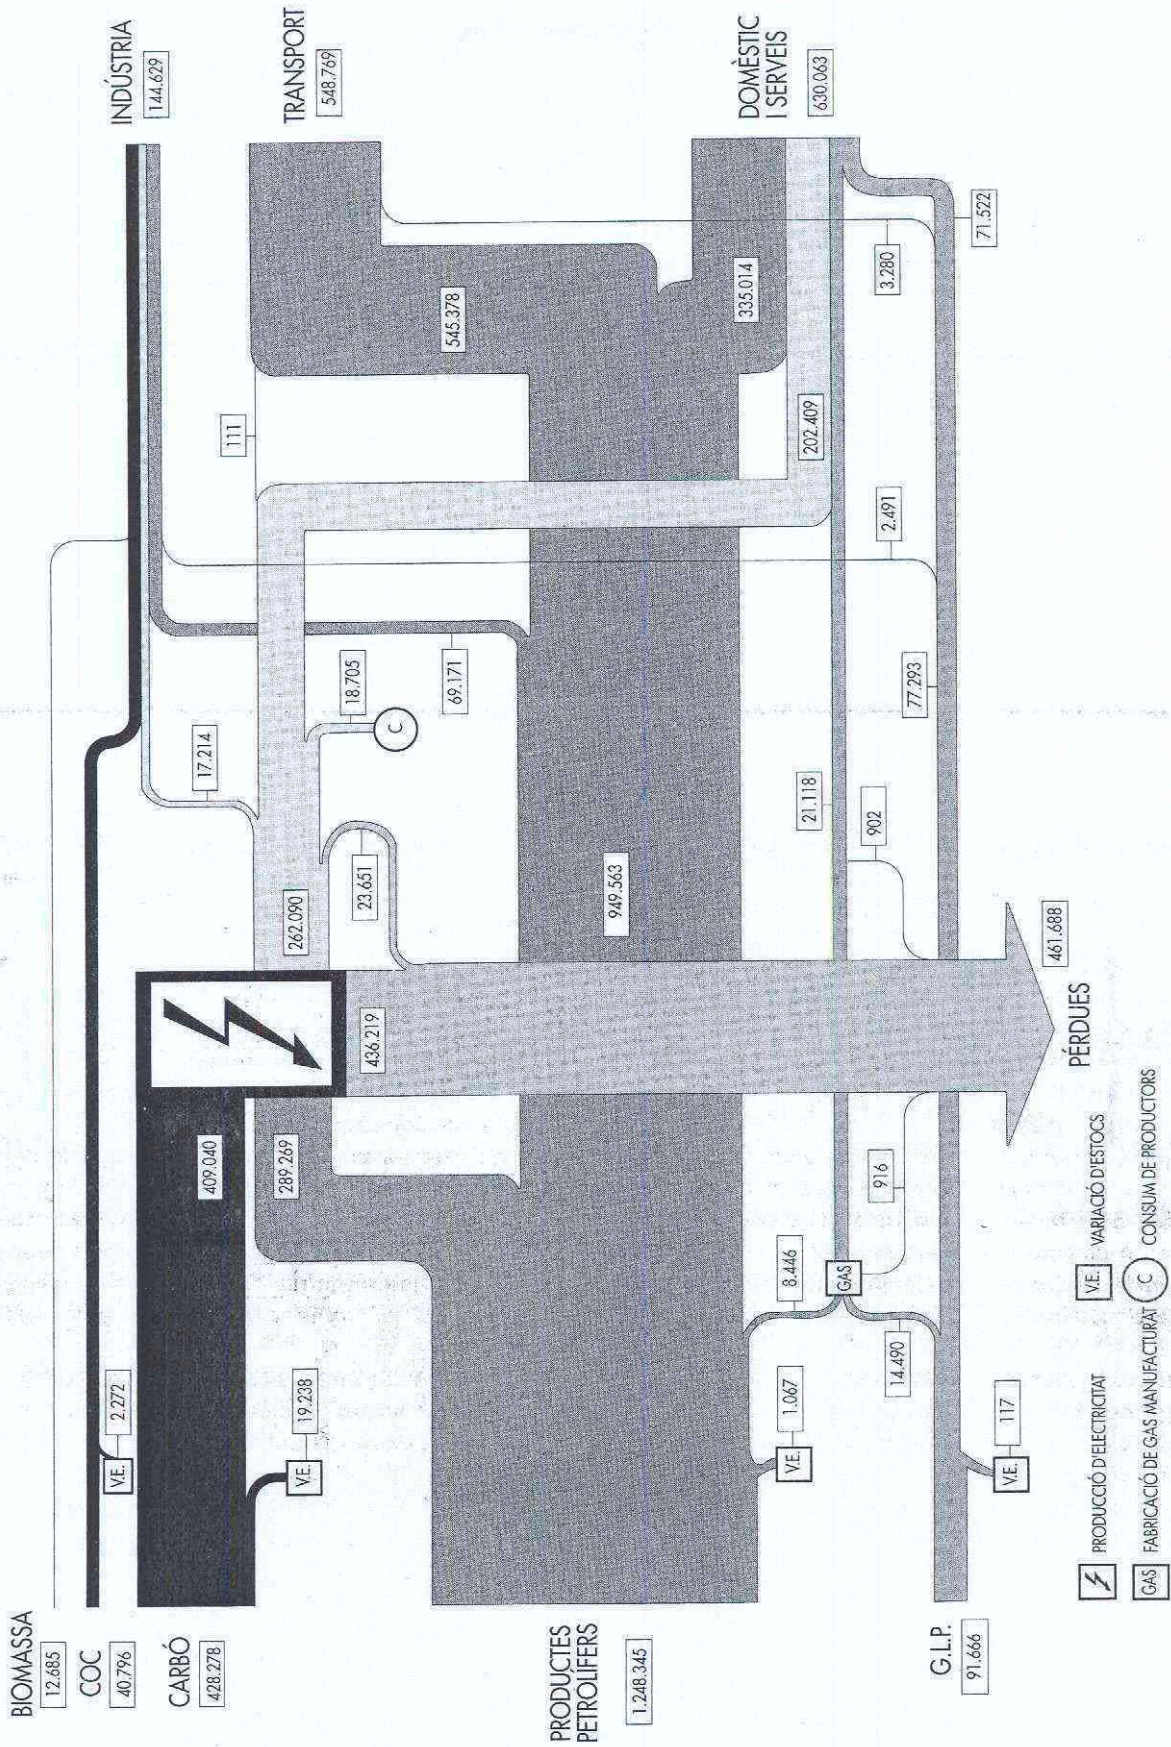 BIOMASSA
12.685
COC
40.796
CARBÓ
428.278
PRODUCTES
PETROLÍFERS
1.248.345
G.L.P.
91.666
V.E.
2.272
V.E.
19.238
V.E.
1.067
V.E.
117
409.040
289.269
8.446
GAS
14.490
916
436.219
262.090
23.651
17.214
18.705
C
69.171
949.563
21.118
902
77.293
2.491
111
545.378
335.014
202.409
3.280
71.522
INDÚSTRIA
144.629
TRANSPORT
548.769
DOMÈSTIC
I SERVEIS
630.063
461.688
PÉRDUES
PRODUCCIÓ D'ELECTRICITAT
V.E. VARIACIÓ D'ESTOCS
GAS FABRICACIÓ DE GAS MANUFACTURAT
C CONSUM DE PRODUCTORS